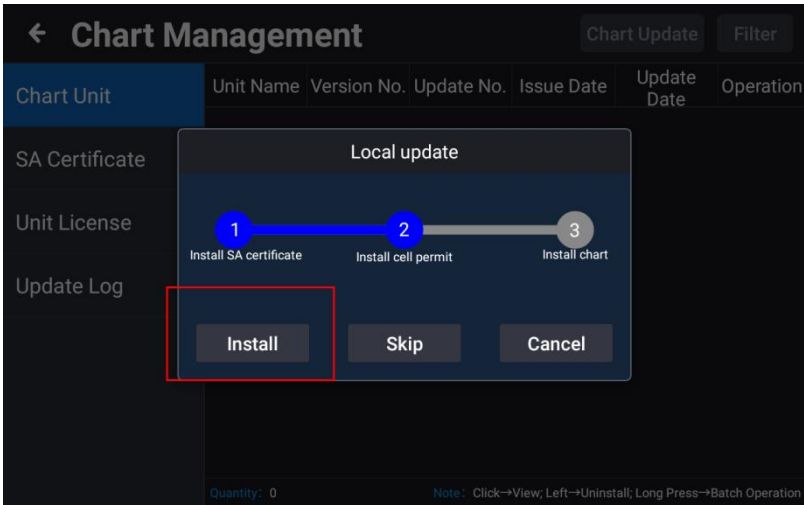 ← Chart Management
Chart Update
Filter
Chart Unit
SA Certificate
Unit License
Update Log
Unit Name Version No. Update No. Issue Date Update Date Operation
Local update
1 2 3
Install SA certificate Install cell permit Install chart
Install Skip Cancel
Quantity: 0 Note: Click→View; Left→Uninstall; Long Press→Batch Operation